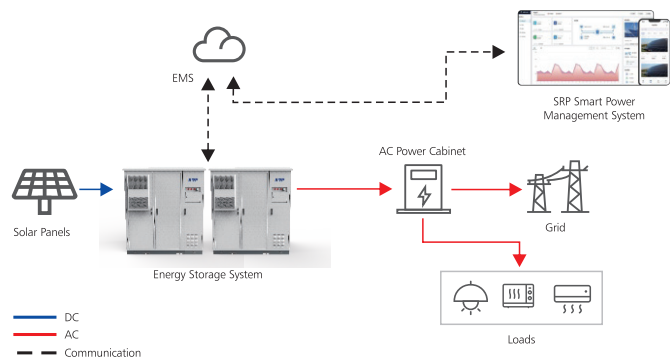 EMS
SRP Smart Power
Management System
AC Power Cabinet
Solar Panels
Energy Storage System
Grid
Loads
DC
AC
Communication